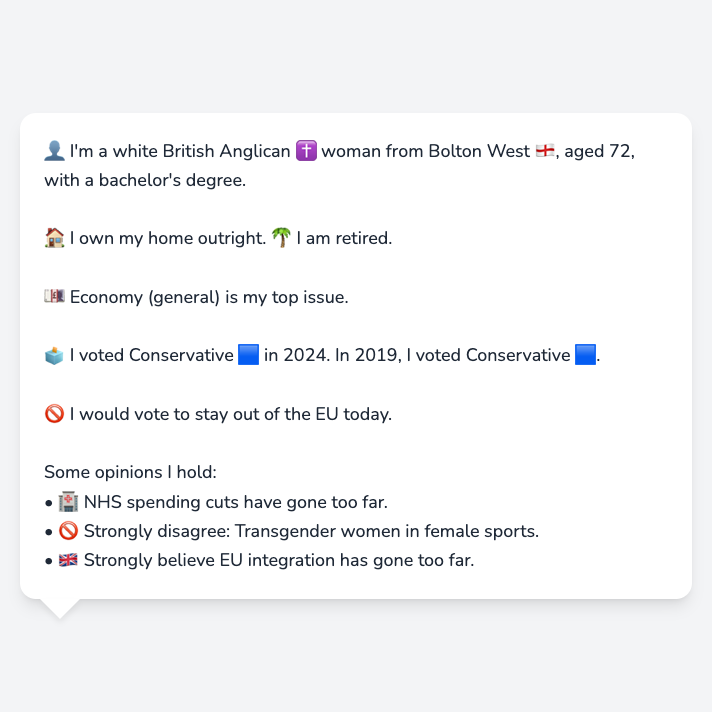 👤 I'm a white British Anglican ✝️ woman from Bolton West 🏴󠁧󠁢󠁥󠁮󠁧󠁿, aged 72,
with a bachelor's degree.
🏠 I own my home outright. 🌴 I am retired.
💷 Economy (general) is my top issue.
🗳️ I voted Conservative 🟦 in 2024. In 2019, I voted Conservative 🟦.
🚫 I would vote to stay out of the EU today.
Some opinions I hold:
• 🏥 NHS spending cuts have gone too far.
• 🚫 Strongly disagree: Transgender women in female sports.
• 🇬🇧 Strongly believe EU integration has gone too far.